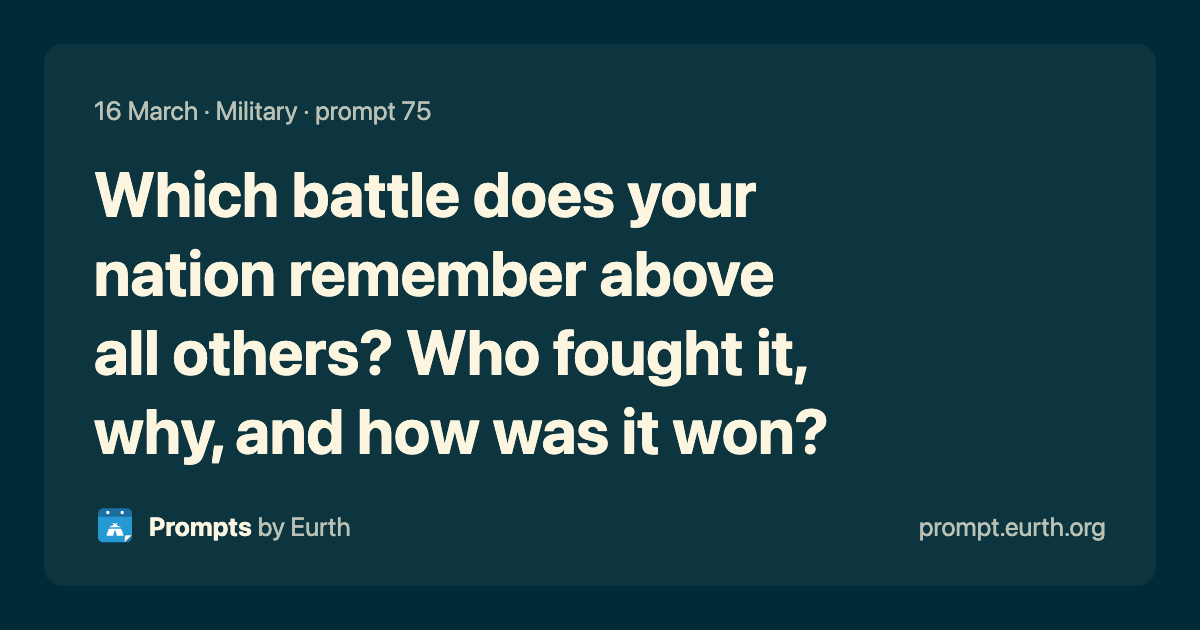 16 March · Military · prompt 75
Which battle does your
nation remember above
all others? Who fought it,
why, and how was it won?
Prompts by Eurth
prompt.eurth.org